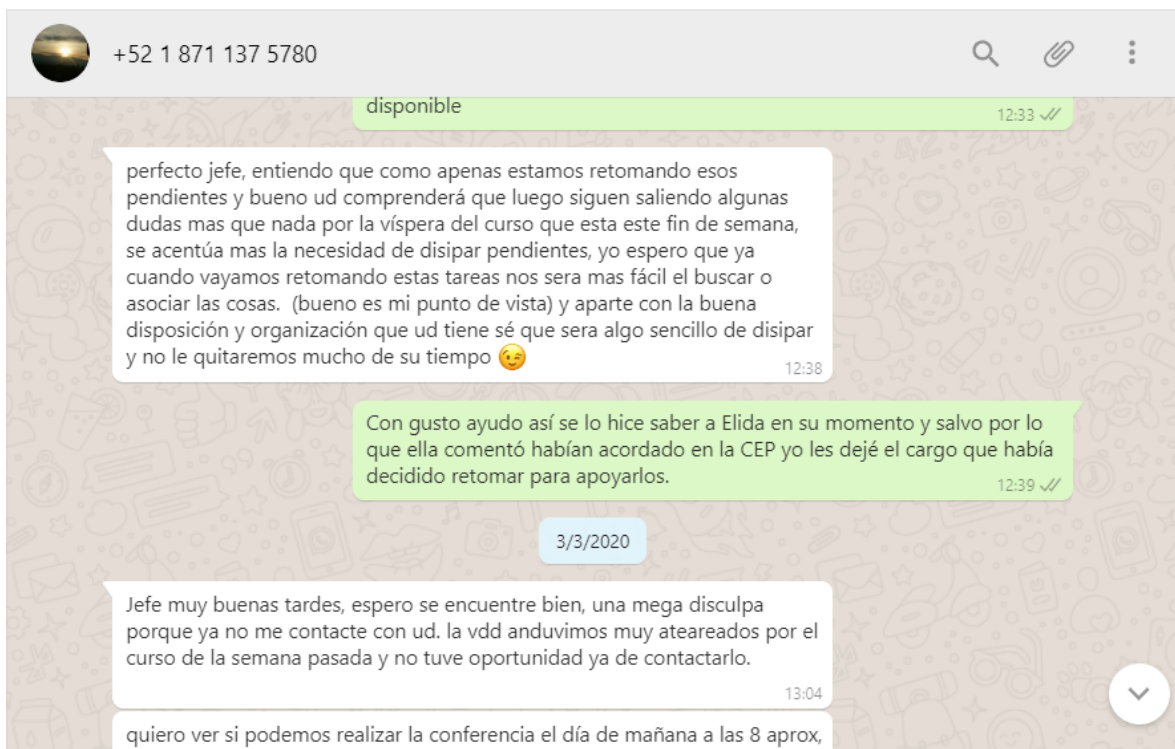 +52 1 871 137 5780
disponible
12:33
perfecto jefe, entiendo que como apenas estamos retomando esos
pendientes y bueno ud comprenderá que luego siguen saliendo algunas
dudas mas que nada por la víspera del curso que esta este fin de semana,
se acentúa mas la necesidad de disipar pendientes, yo espero que ya
cuando vayamos retomando estas tareas nos sera mas fácil el buscar o
asociar las cosas.  (bueno es mi punto de vista) y aparte con la buena
disposición y organización que ud tiene sé que sera algo sencillo de disipar
y no le quitaremos mucho de su tiempo 😉
12:38
Con gusto ayudo así se lo hice saber a Elida en su momento y salvo por lo
que ella comentó habían acordado en la CEP yo les dejé el cargo que había
decidido retomar para apoyarlos.
12:39
3/3/2020
Jefe muy buenas tardes, espero se encuentre bien, una mega disculpa
porque ya no me contacte con ud. la vdd anduvimos muy ateareados por el
curso de la semana pasada y no tuve oportunidad ya de contactarlo.
13:04
quiero ver si podemos realizar la conferencia el día de mañana a las 8 aprox,